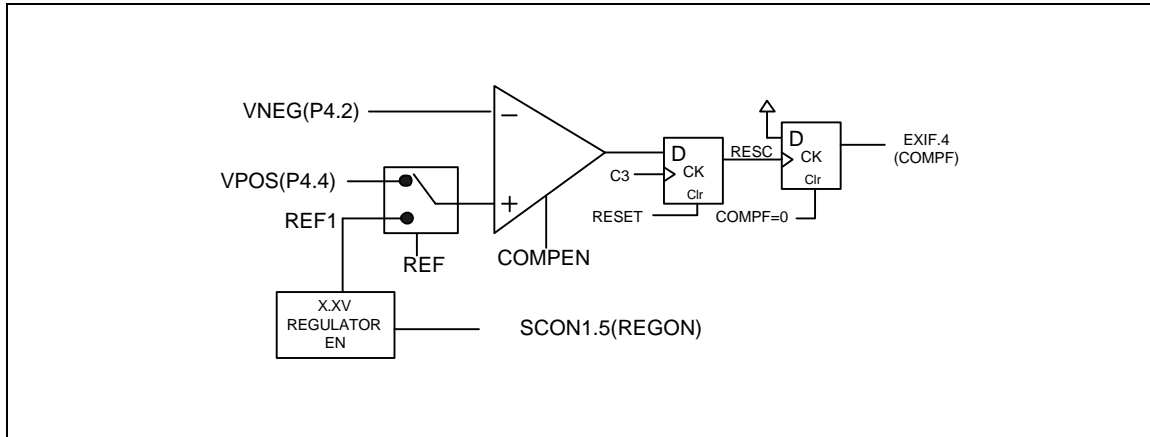 VNEG(P4.2)
−
D
CK
Clr
RESC
D
CK
Clr
EXIF.4
(COMPF)
VPOS(P4.4)
C3
REF1
+
RESET
COMPF=0
REF
COMPEN
X.XV
REGULATOR
EN
SCON1.5(REGON)